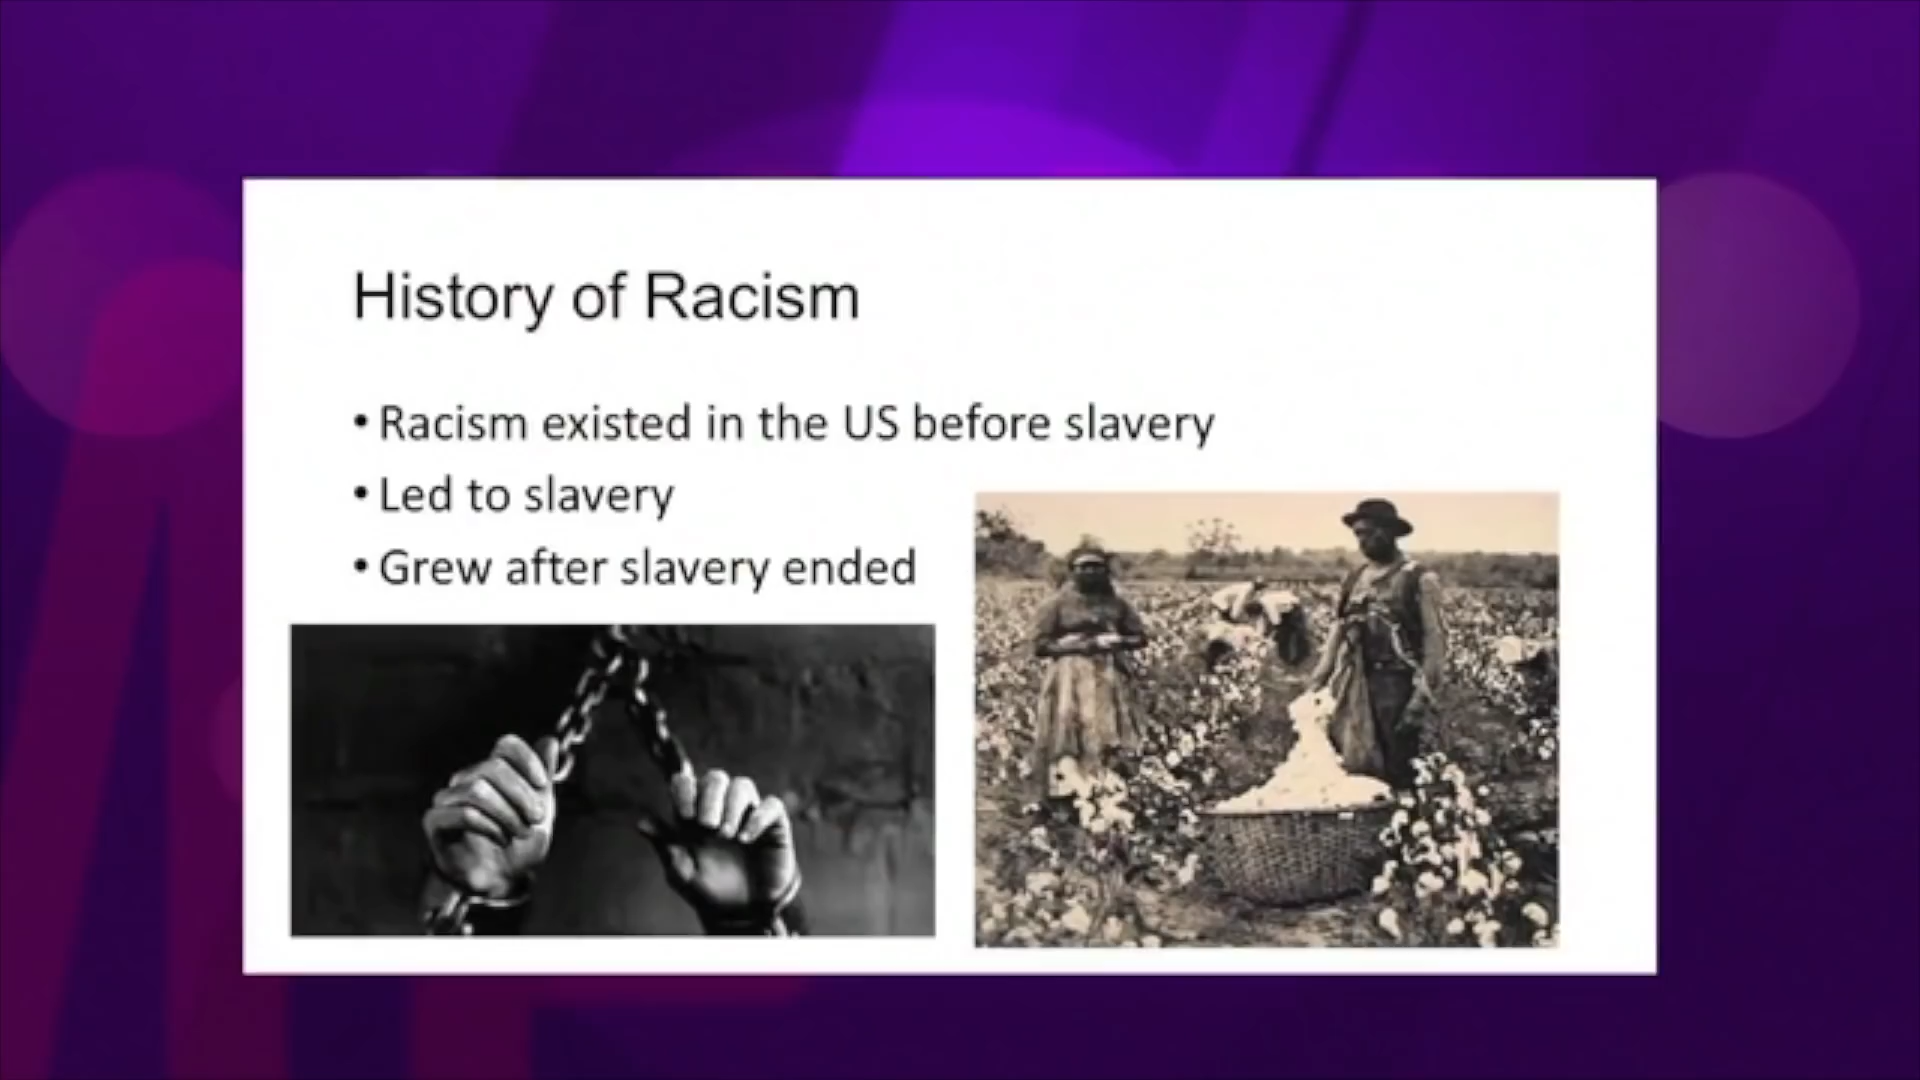 History of Racism
• Racism existed in the US before slavery
• Led to slavery
• Grew after slavery ended